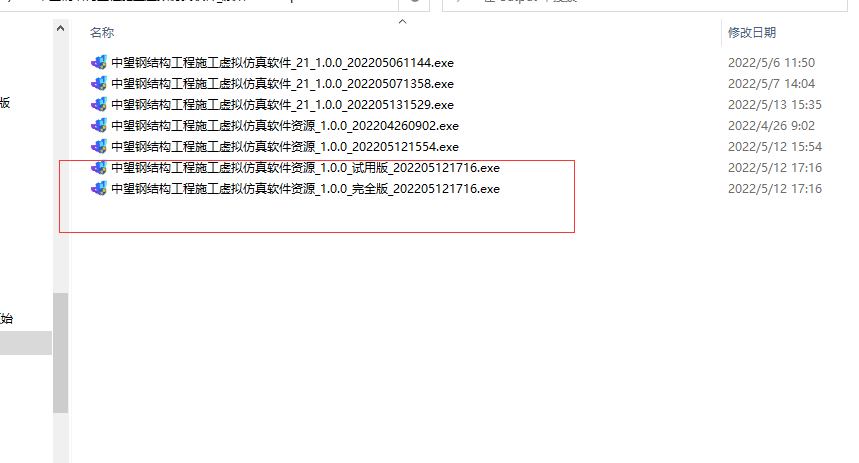 名称
修改日期
中望钢结构工程施工虚拟仿真软件_21_1.0.0_202205061144.exe
2022/5/6 11:50
中望钢结构工程施工虚拟仿真软件_21_1.0.0_202205071358.exe
2022/5/7 14:04
版
中望钢结构工程施工虚拟仿真软件_21_1.0.0_202205131529.exe
2022/5/13 15:35
中望钢结构工程施工虚拟仿真软件资源_1.0.0_202204260902.exe
2022/4/26 9:02
中望钢结构工程施工虚拟仿真软件资源_1.0.0_202205121554.exe
2022/5/12 15:54
中望钢结构工程施工虚拟仿真软件资源_1.0.0_试用版_202205121716.exe
2022/5/12 17:16
中望钢结构工程施工虚拟仿真软件资源_1.0.0_完全版_202205121716.exe
2022/5/12 17:16
始